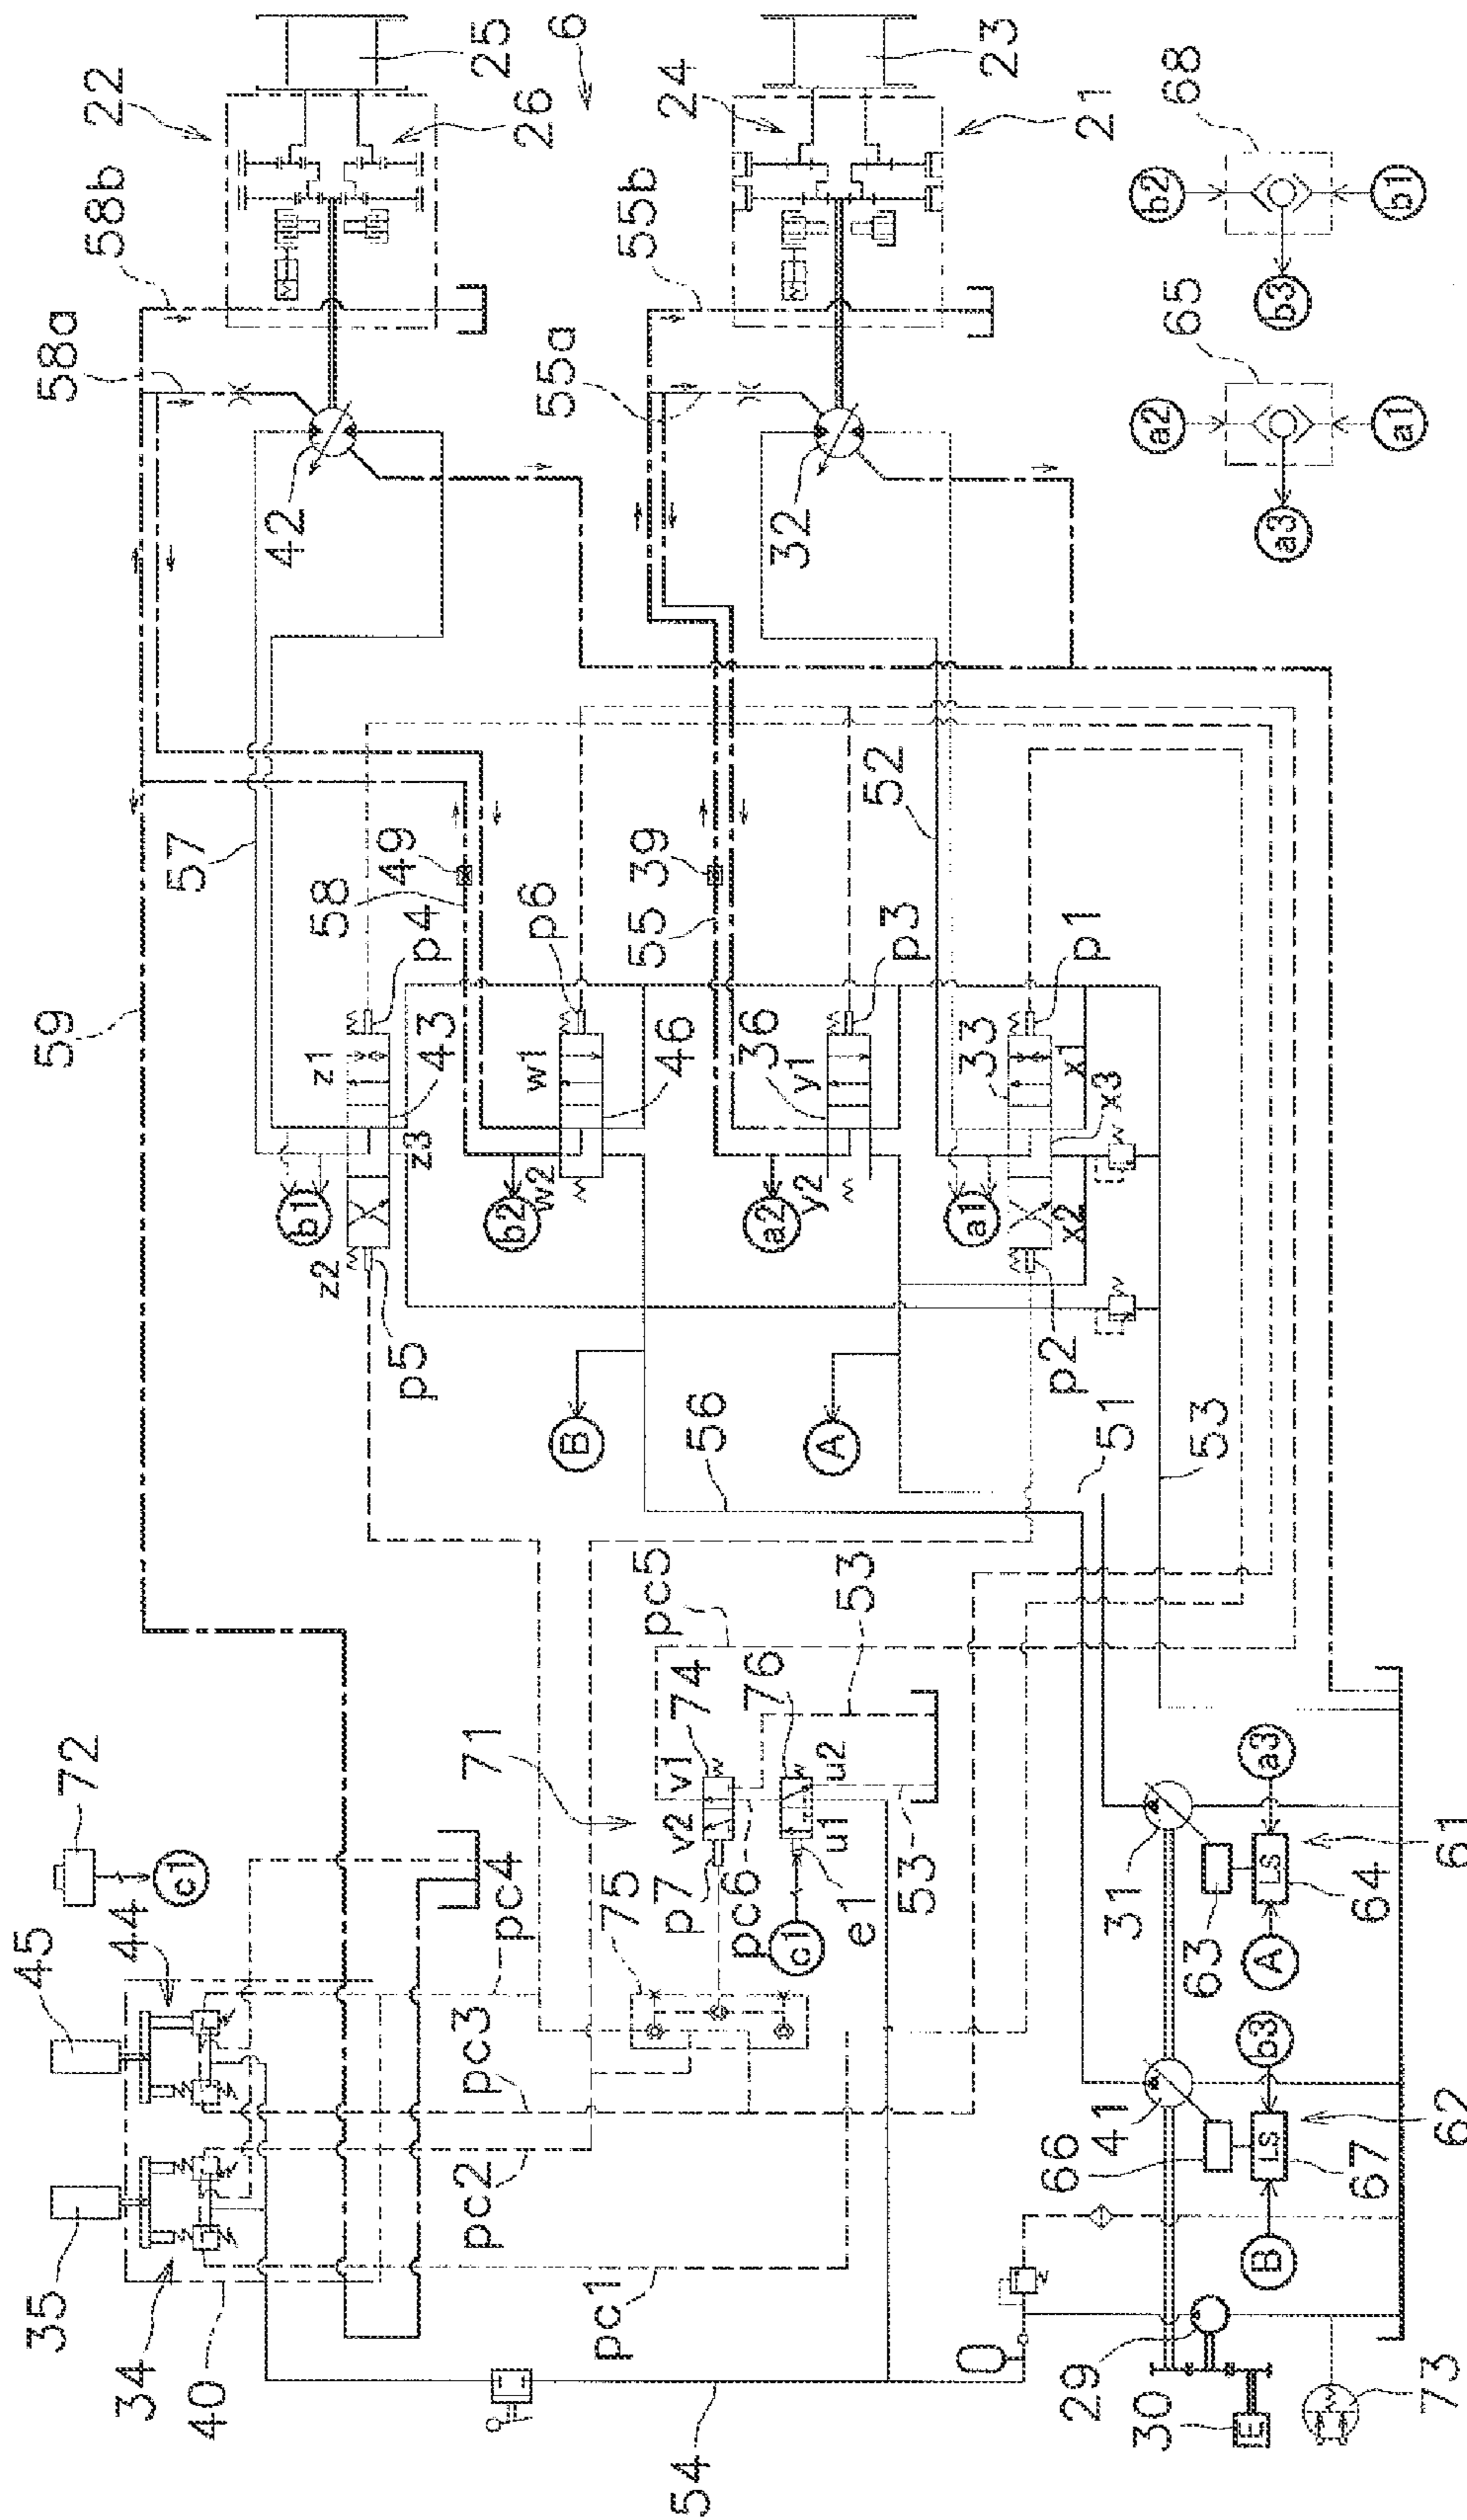 22
25
6
26
58b
58a
42
24
23
21
55b
55a
32
68
b2
b3
b1
65
a2
a3
a1
59
57
58
49
p4
z1
43
z3
b1
z2
p5
p6
w1
46
w2
b2
55
39
p3
36
y1
y2
a2
52
p1
33
x1
x3
a1
x2
p2
B
A
56
51
53
72
c1
45
44
35
34
40
pc4
pc3
pc2
pc1
71
75
p7
v2
v1
74
pc5
76
53
u2
u1
pc6
c1
e1
53
54
31
63
a3
LS
A
64
61
41
66
b3
LS
B
67
62
29
30
E
73